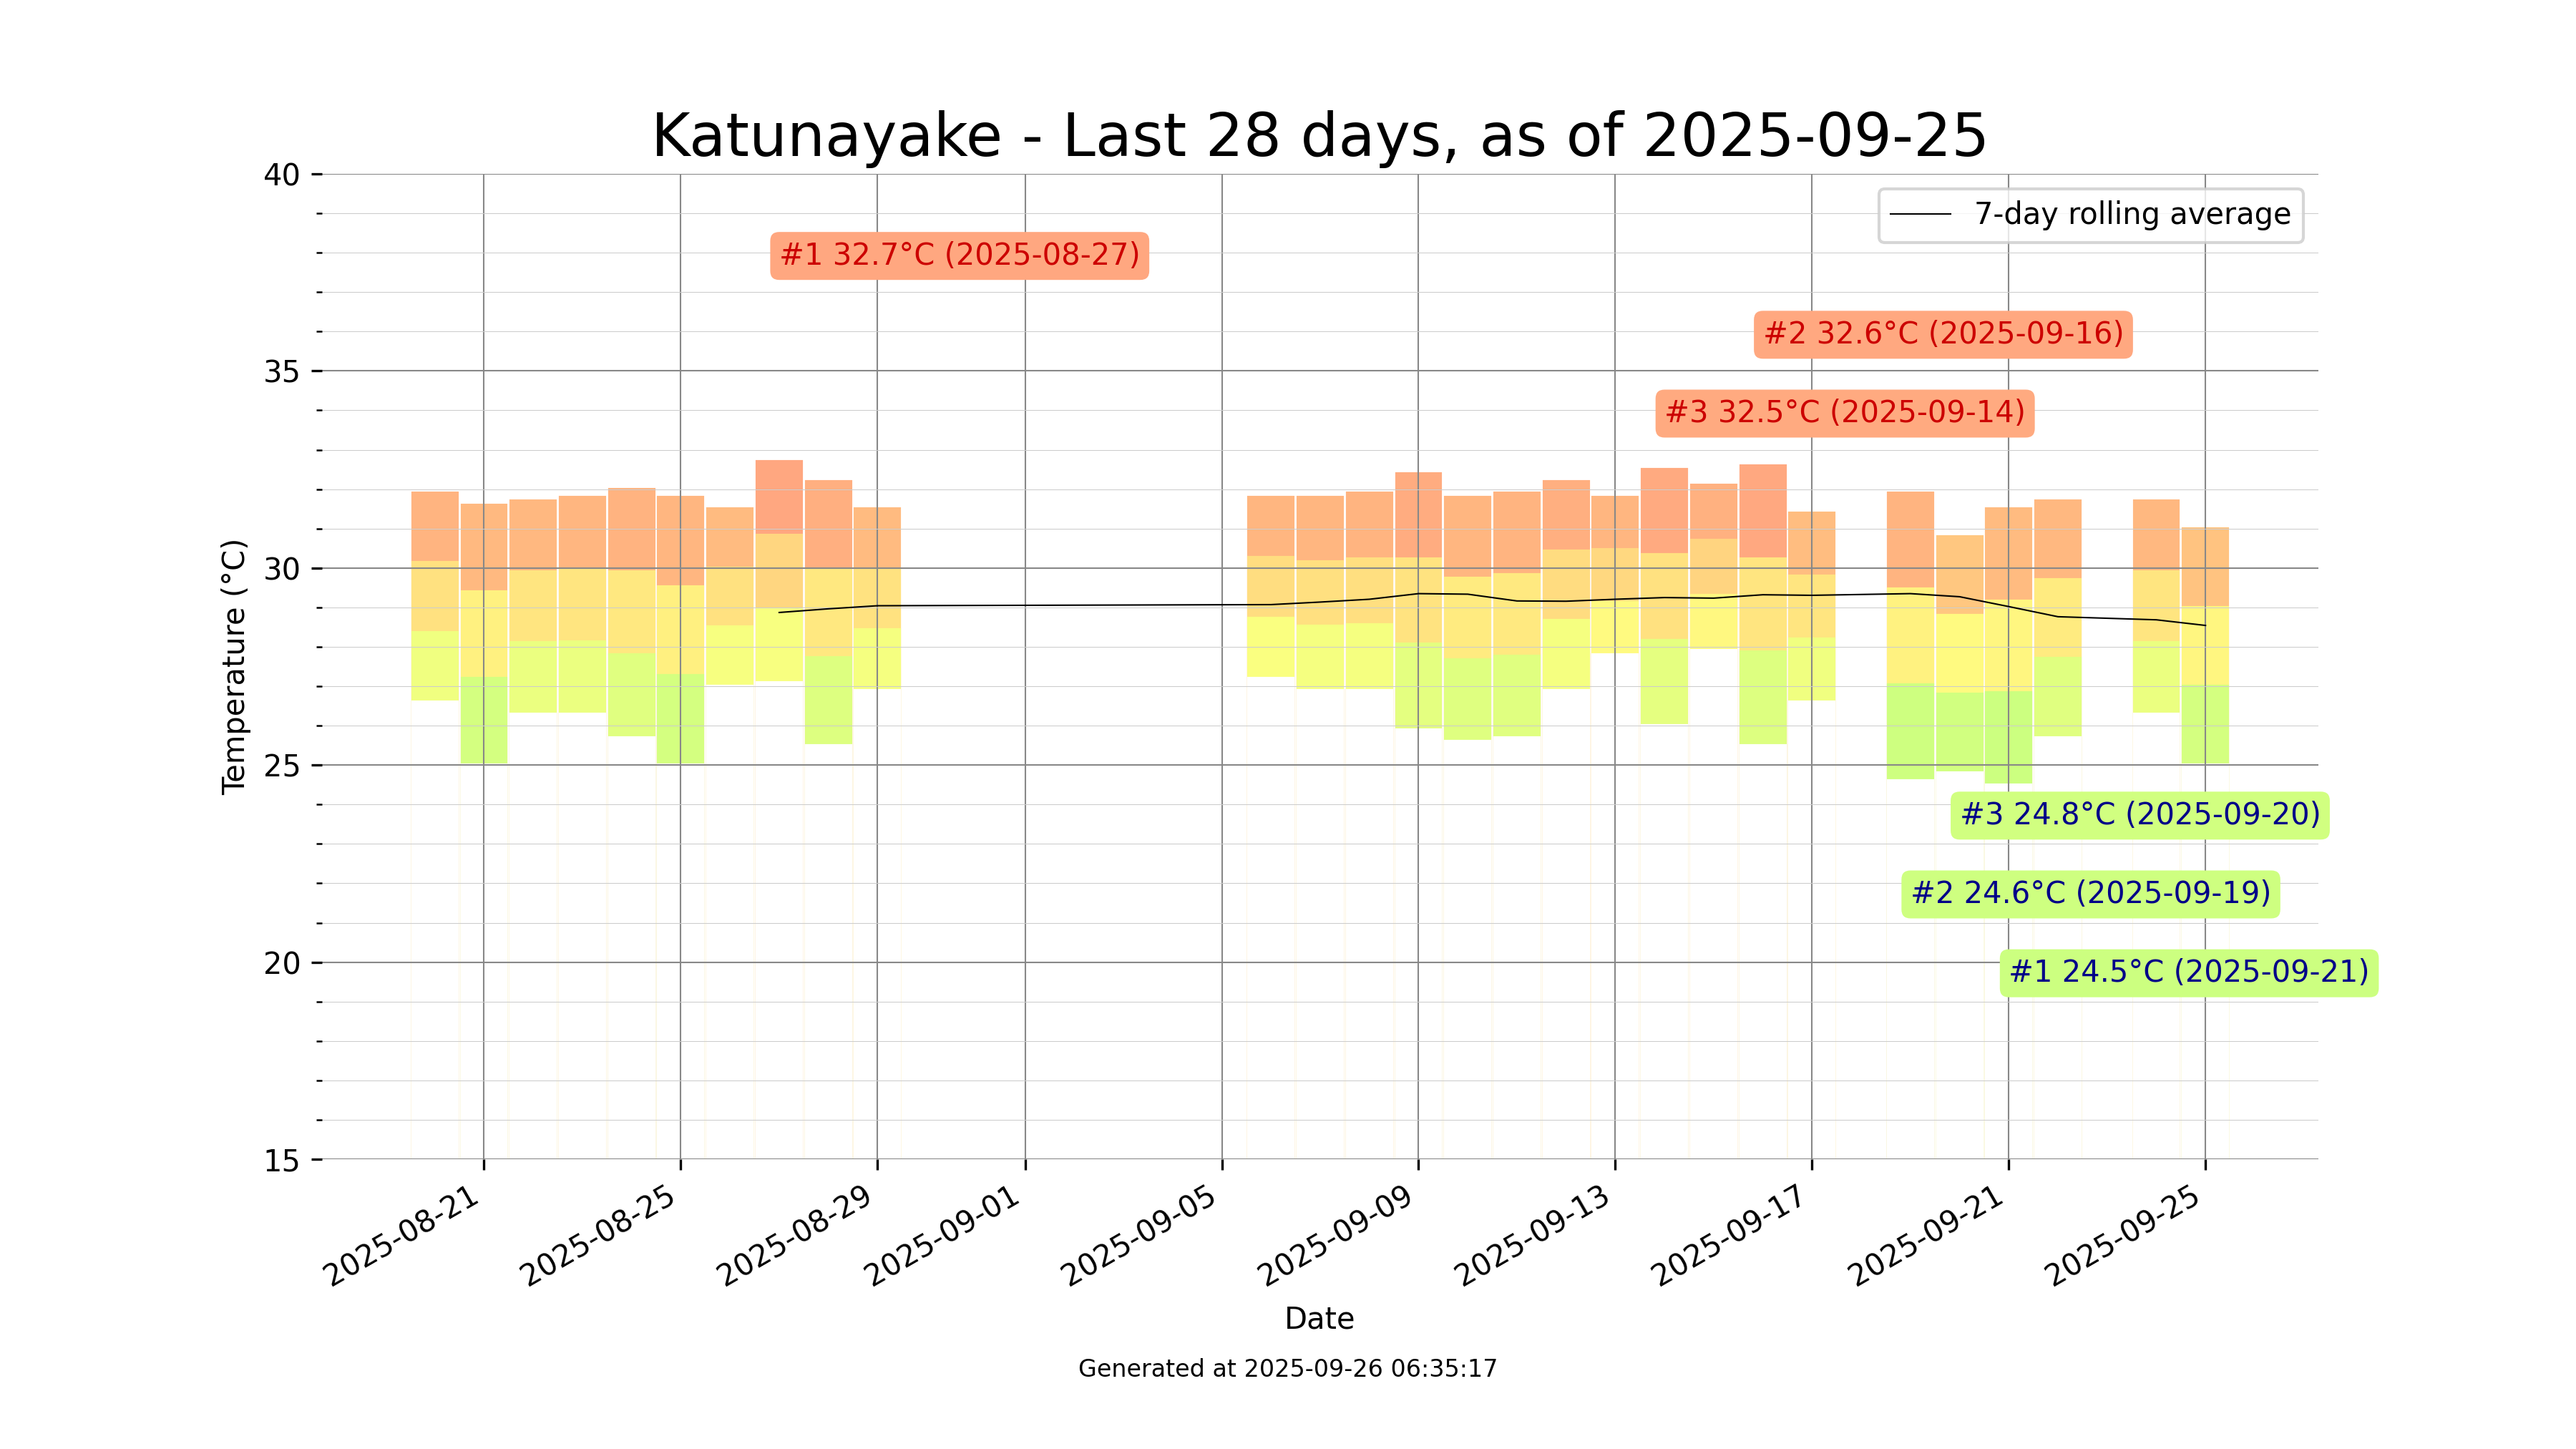 Katunayake - Last 28 days, as of 2025-09-25
40
7-day rolling average
#1 32.7°C (2025-08-27)
#2 32.6°C (2025-09-16)
35
#3 32.5°C (2025-09-14)
30
Temperature (°C)
25
#3 24.8°C (2025-09-20)
#2 24.6°C (2025-09-19)
20
#1 24.5°C (2025-09-21)
15
2025-08-21
2025-08-25
2025-08-29
2025-09-01
2025-09-05
2025-09-09
2025-09-13
2025-09-17
2025-09-21
2025-09-25
Date
Generated at 2025-09-26 06:35:17